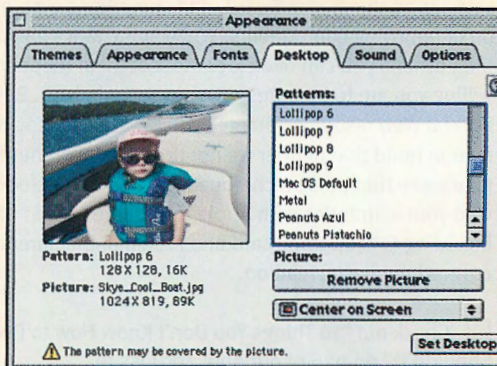 Appearance
Themes Appearance Fonts Desktop Sound Options
Patterns:
Lollipop 6
Lollipop 7
Lollipop 8
Lollipop 9
Mac OS Default
Metal
Peanuts Azul
Peanuts Pistachio
Pattern: Lollipop 6
128 X 128, 16K
Picture: Skye_Cool_Boat.jpg
1024 X 819, 89K
Picture:
Remove Picture
Center on Screen
The pattern may be covered by the picture.
Set Desktop